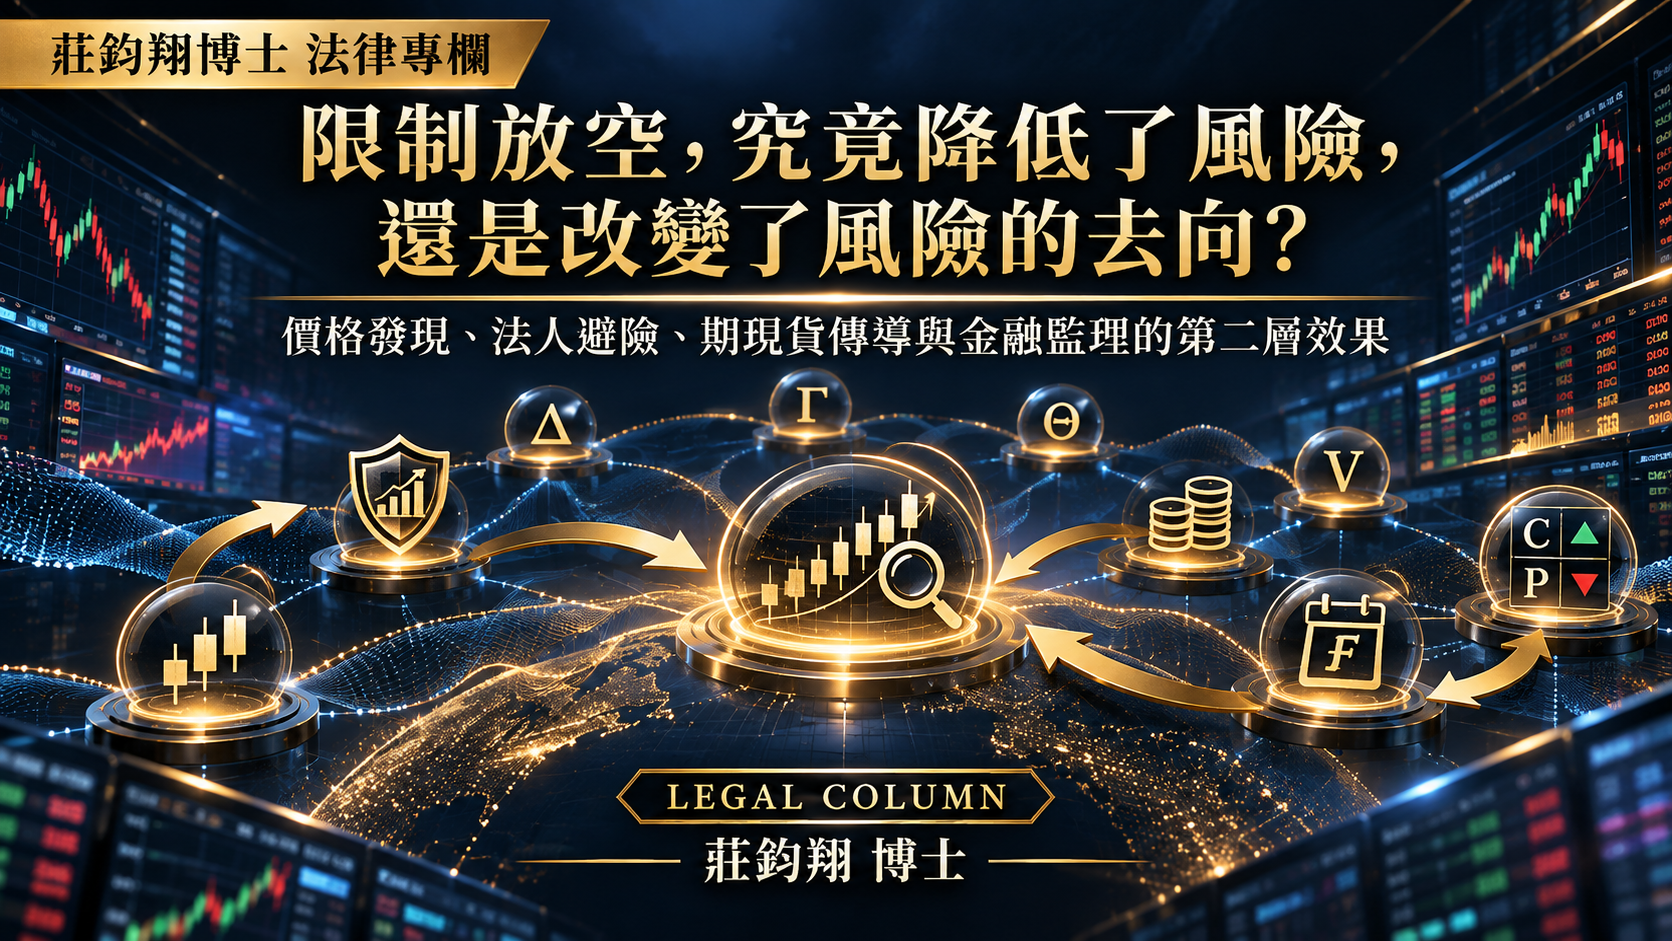 莊鈞翔博士 法律專欄
限制放空，究竟降低了風險，
還是改變了風險的去向？
價格發現、法人避險、期現貨傳導與金融監理的第二層效果
Δ
Γ
Θ
V
C
P
F
LEGAL COLUMN
莊鈞翔 博士